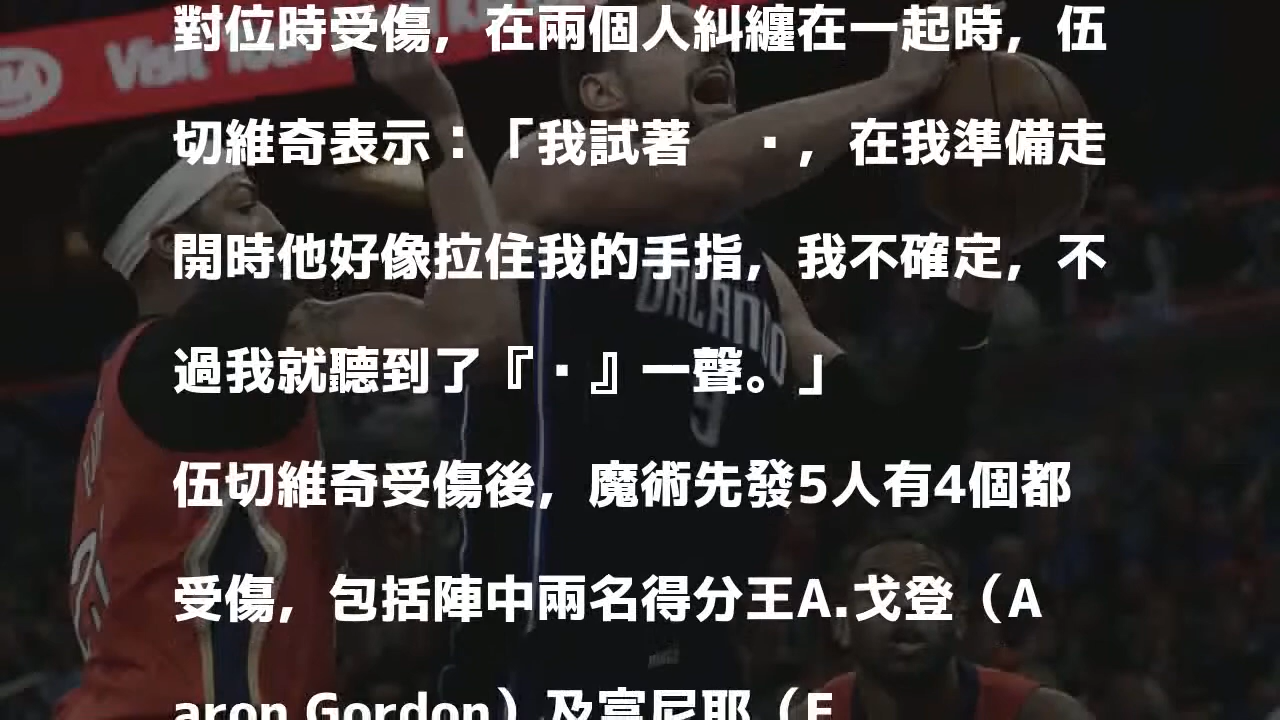 對位時受傷，在兩個人糾纏在一起時，伍
切維奇表示：「我試著　·，在我準備走
開時他好像拉住我的手指，我不確定，不
過我就聽到了『·』一聲。」
伍切維奇受傷後，魔術先發5人有4個都
受傷，包括陣中兩名得分王A.戈登（A
aron Gordon）及富尼耶（E
Visit
ORLANDO
9